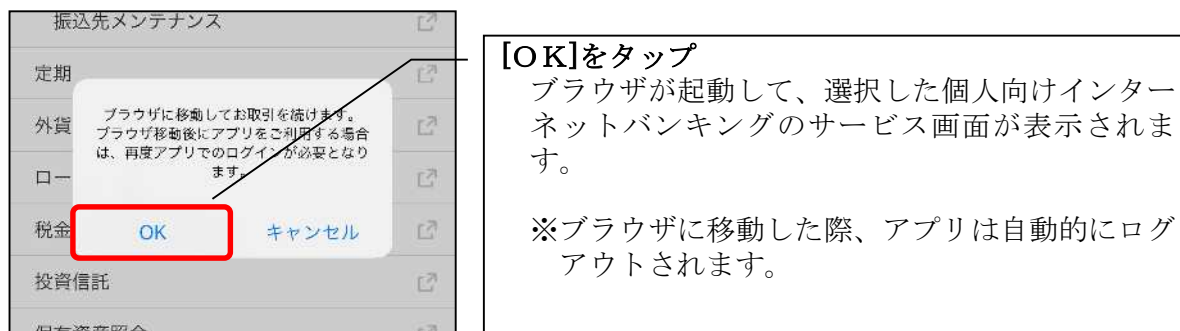 振込先メンテナンス
定期
外貨
ロー
税金
投資信託
保有資産照会
ブラウザに移動してお取引を続けます。
ブラウザ移動後にアプリをご利用する場合
は、再度アプリでのログインが必要となり
ます。
OK キャンセル
[ＯＫ]をタップ
ブラウザが起動して、選択した個人向けインター
ネットバンキングのサービス画面が表示されま
す。
※ブラウザに移動した際、アプリは自動的にログ
アウトされます。